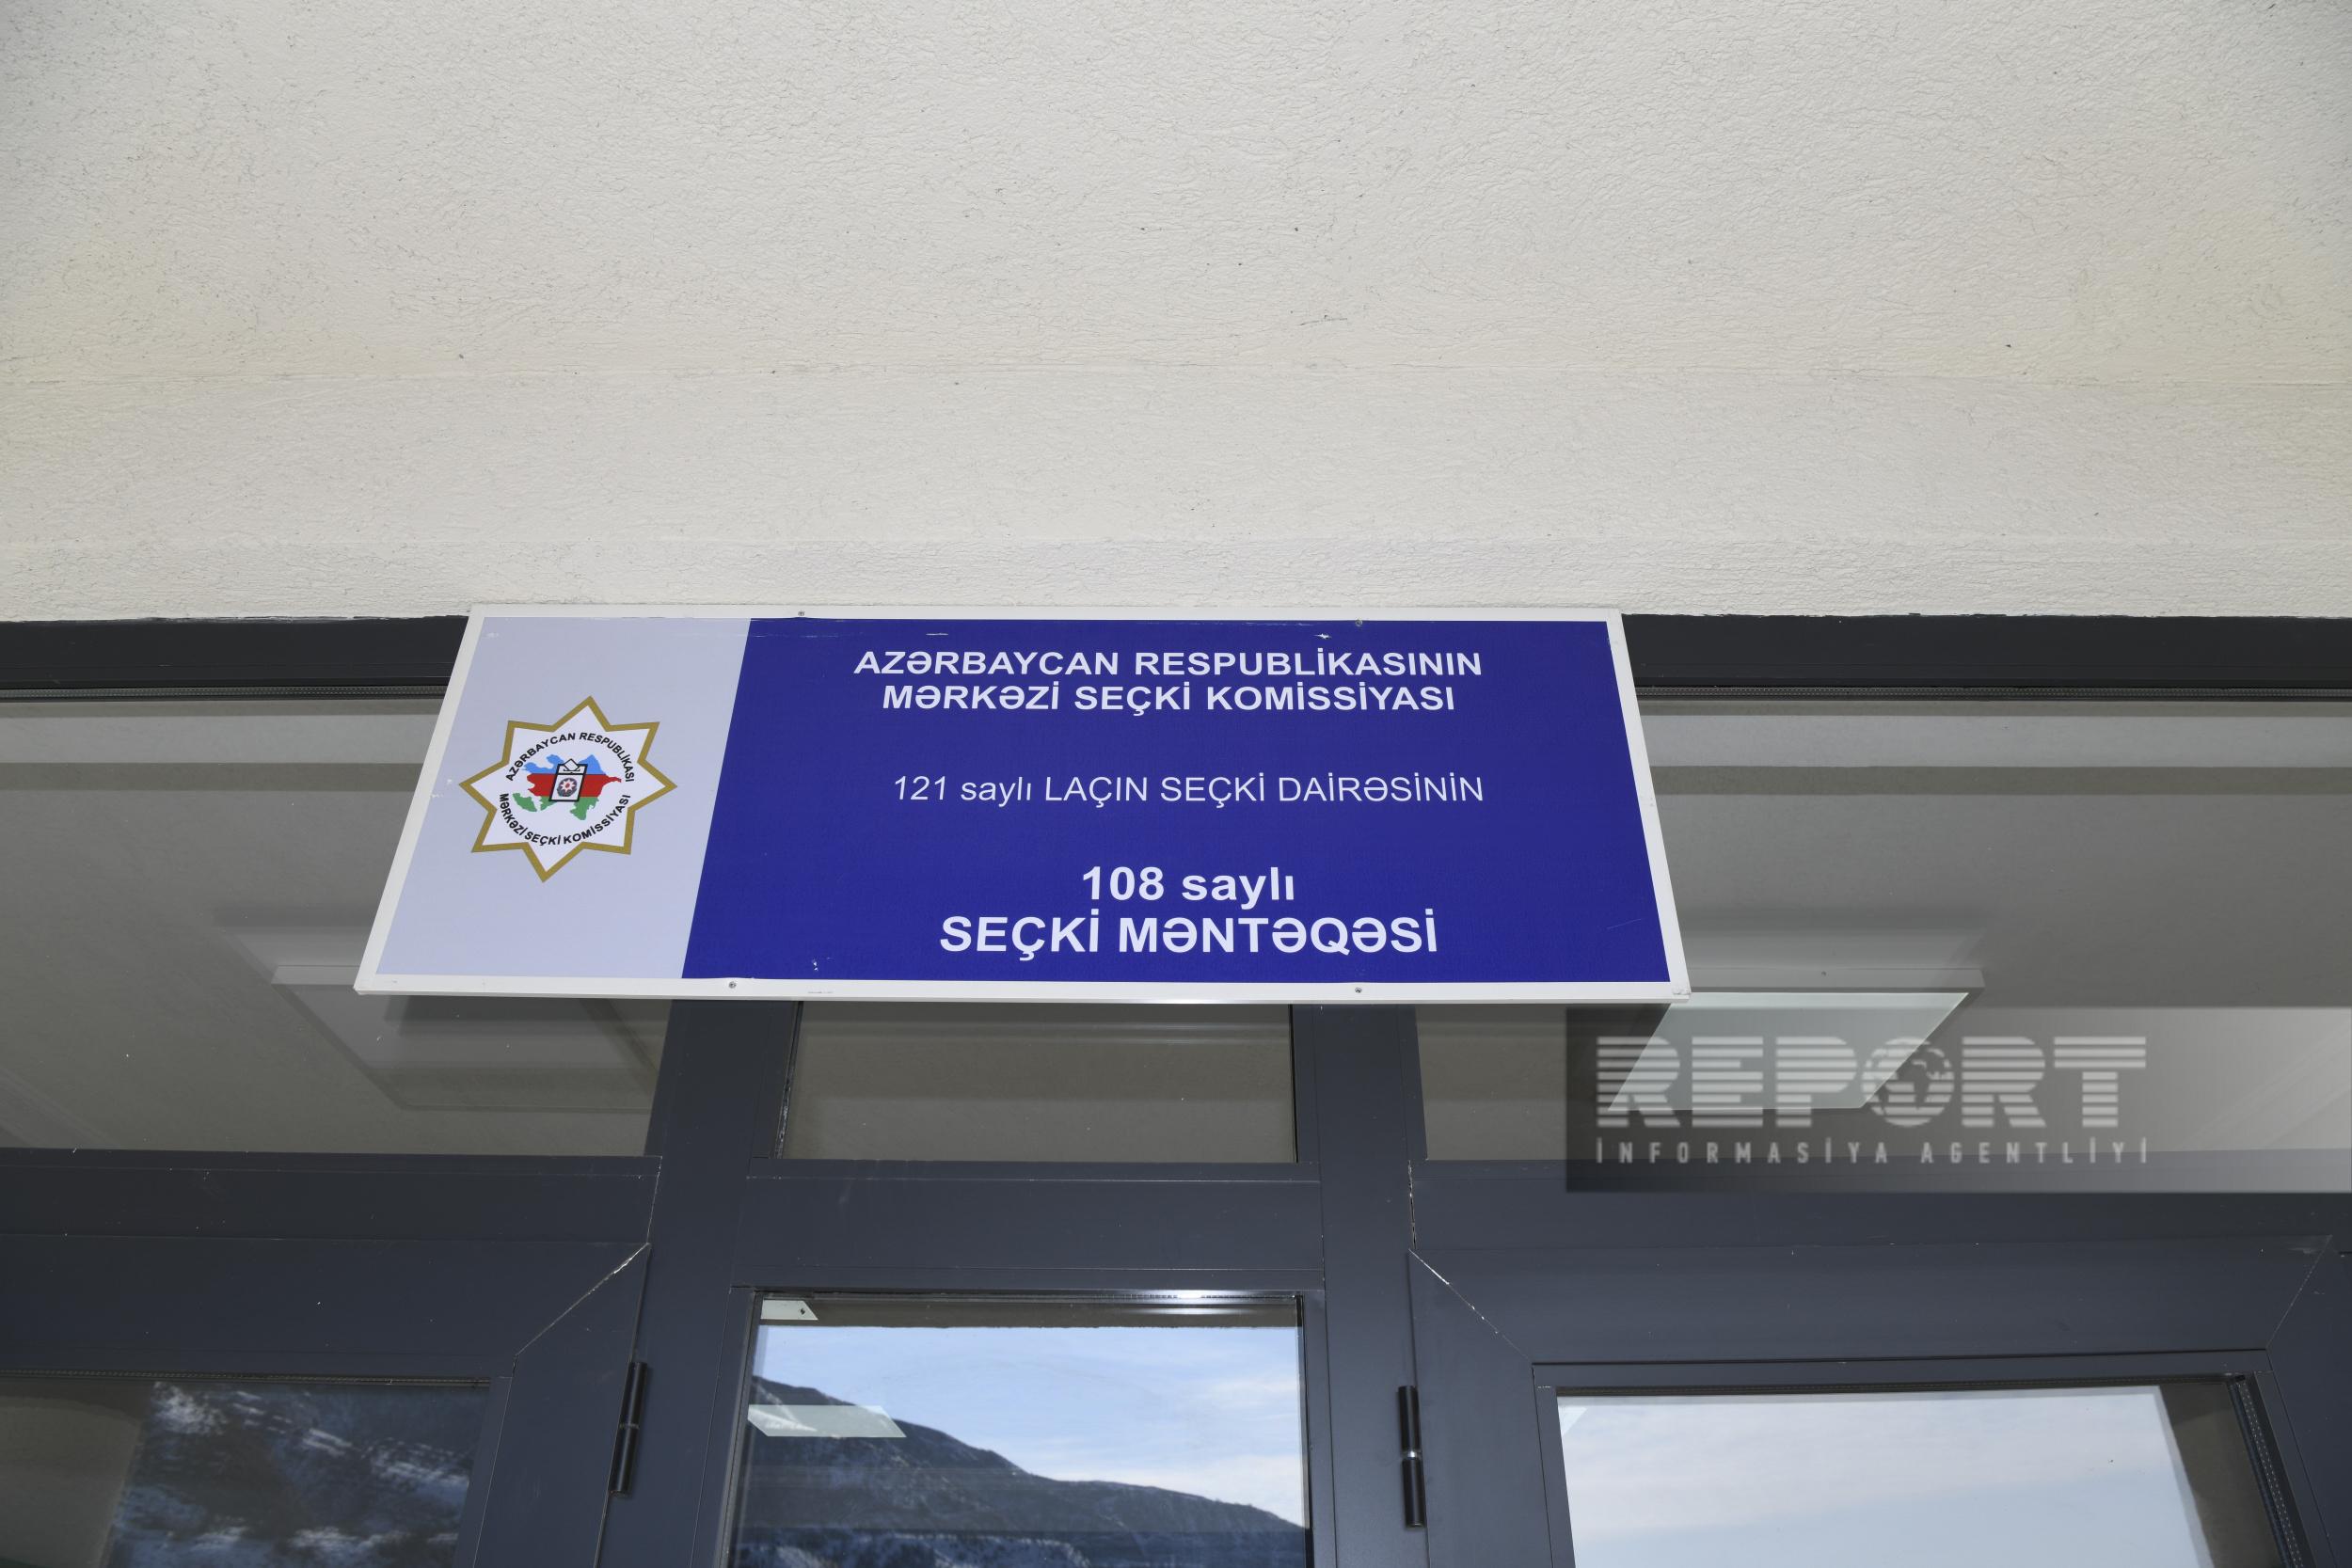 AZƏRBAYCAN RESPUBLİKASININ
MƏRKƏZİ SEÇKİ KOMİSSİYASI
AZƏRBAYCAN RESPUBLİKASI
MƏRKƏZİ SEÇKİ KOMİSSİYASI
121 saylı LAÇIN SEÇKİ DAİRƏSİNİN
108 saylı
SEÇKİ MƏNTƏQƏSİ
REPORT
İNFORMASİYA AGENTLİYİ